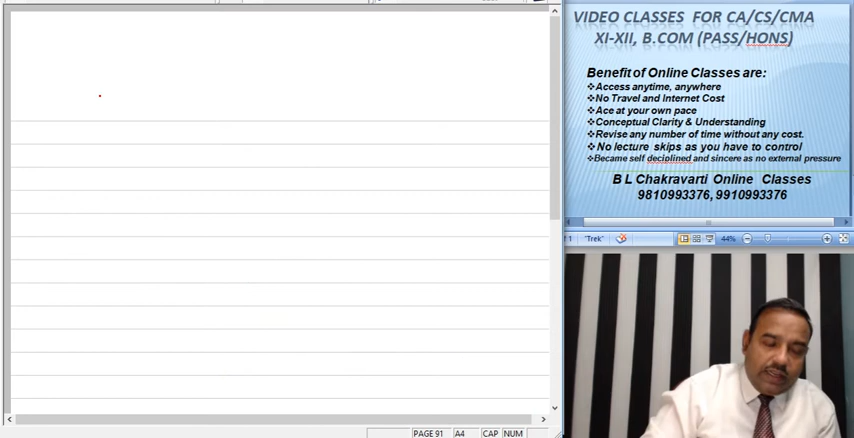 VIDEO CLASSES FOR CA/CS/CMA
XI-XII, B.COM (PASS/HONS)
Benefit of Online Classes are:
❖Access anytime, anywhere
❖No Travel and Internet Cost
❖Ace at your own pace
❖Conceptual Clarity & Understanding
❖Revise any number of time without any cost.
❖No lecture skips as you have to control
❖Became self deciplined and sincere as no external pressure
B L Chakravarti Online Classes
9810993376, 9910993376
f 1 "Trek" 44%
PAGE 91 A4 CAP NUM